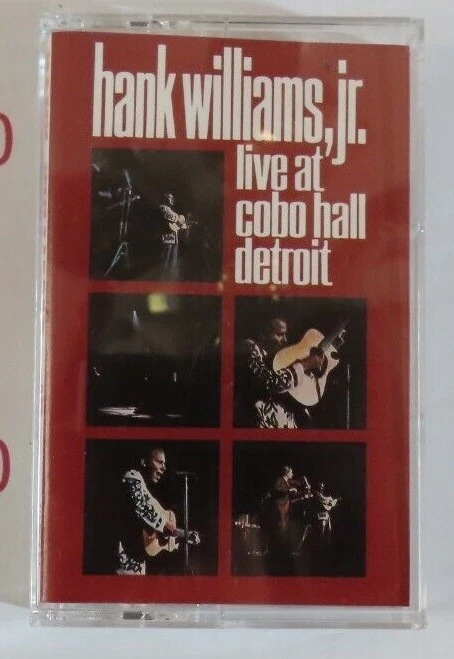 hank williams, jr.
live at
cobo hall
detroit